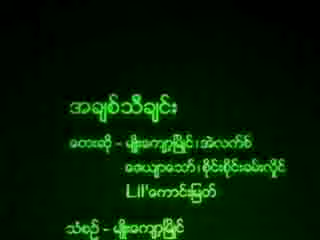 အချစ်သီချင်း
တေးဆို - မျိုးကျော့မြိုင်၊အဲလက်စ်
ဇေယျာသော်၊စိုင်းစိုင်းခမ်းလှိုင်
Lil'ကောင်းမြတ်
သံစဉ် - မျိုးကျော့မြိုင်